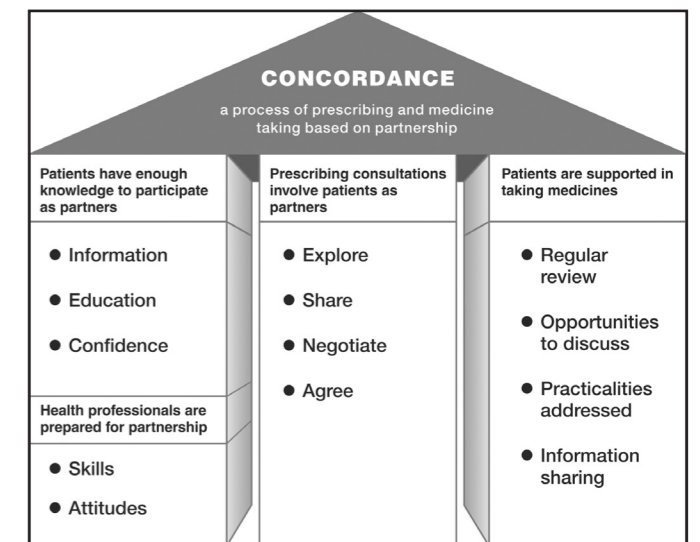 CONCORDANCE
a process of prescribing and medicine
taking based on partnership
Patients have enough
knowledge to participate
as partners
● Information
● Education
● Confidence
Health professionals are
prepared for partnership
● Skills
● Attitudes
Prescribing consultations
involve patients as
partners
● Explore
● Share
● Negotiate
● Agree
Patients are supported in
taking medicines
● Regular
review
● Opportunities
to discuss
● Practicalities
addressed
● Information
sharing